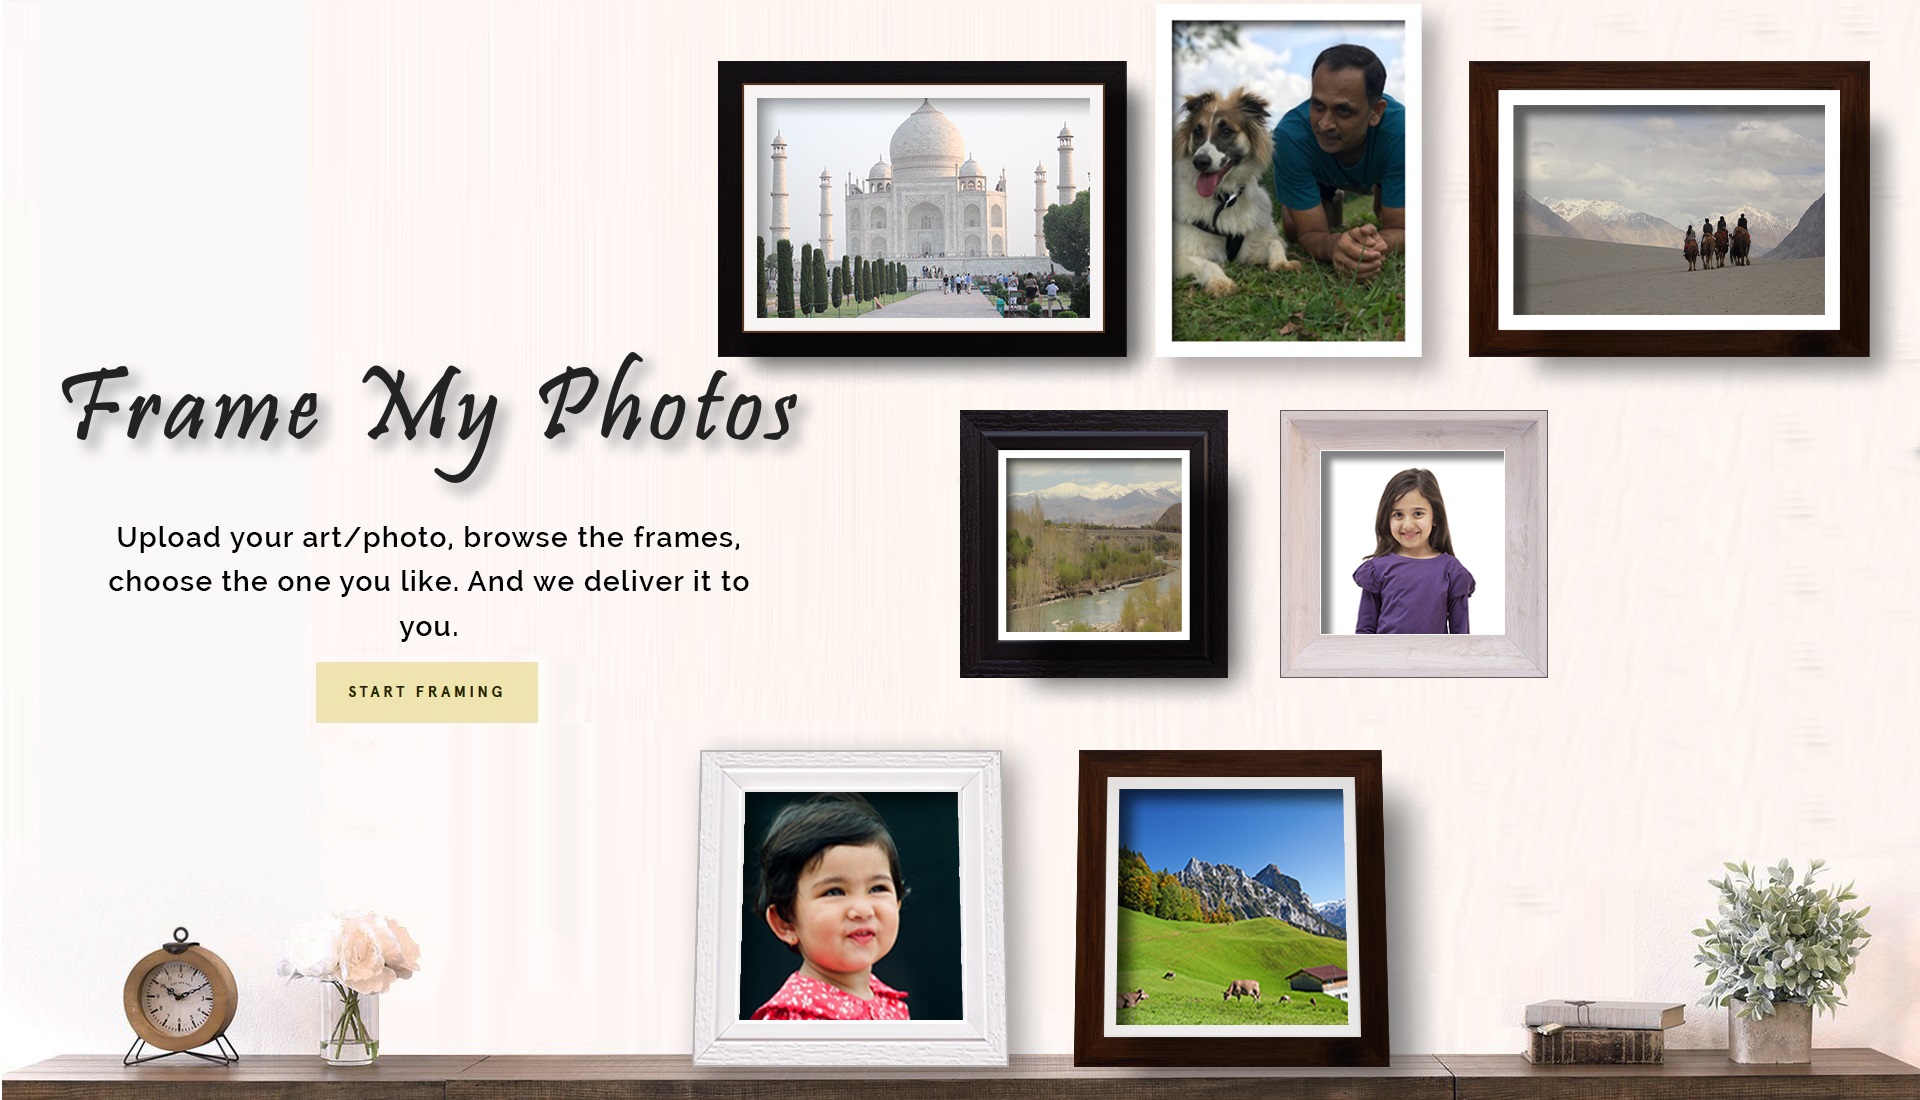 Frame My Photos
Upload your art/photo, browse the frames,
choose the one you like. And we deliver it to
you.
START FRAMING